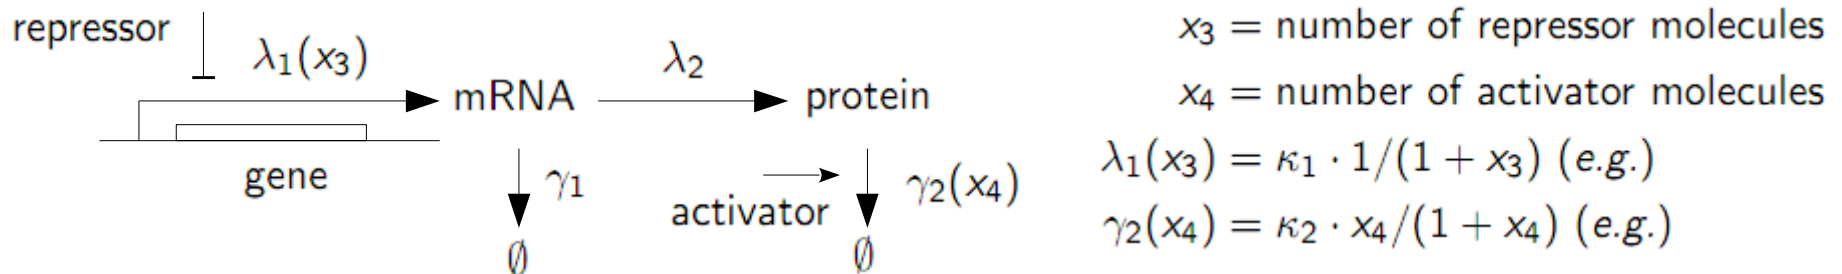 repressor
λ₁(x₃)
λ₂
mRNA
protein
gene
γ₁
activator
γ₂(x₄)
∅
∅
x₃ = number of repressor molecules
x₄ = number of activator molecules
λ₁(x₃) = κ₁ · 1/(1 + x₃) (e.g.)
γ₂(x₄) = κ₂ · x₄/(1 + x₄) (e.g.)